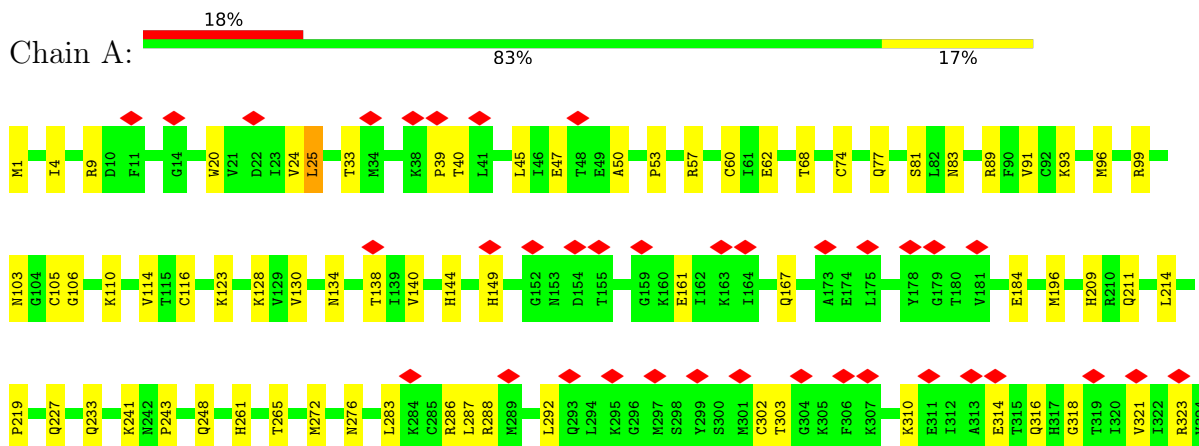 18%
Chain A:
83% 17%
M1 I4 R9 D10 F11 G14 W20 V21 D22 I23 V24 L25 T33 M34 K38 P39 T40 L41 L45 I46 E47 T48 E49 A50 P53 R57 C60 I61 E62 T68 C74 Q77 S81 L82 N83 R89 F90 V91 C92 K93 M96 R99
N103 G104 C105 G106 K110 V114 T115 C116 K123 K128 V129 V130 N134 T138 I139 V140 H144 H149 G152 N153 D154 T155 G159 K160 E161 I162 K163 I164 Q167 A173 E174 L175 Y178 G179 T180 V181 E184 M196 H209 R210 Q211 L214
P219 Q227 Q233 K241 N242 P243 Q248 H261 T265 M272 N276 L283 K284 C285 R286 L287 R288 M289 L292 Q293 L294 K295 G296 M297 S298 Y299 S300 M301 C302 T303 G304 K305 F306 K307 K310 E311 I312 A313 E314 T315 Q316 H317 G318 T319 I320 V321 I322 R323